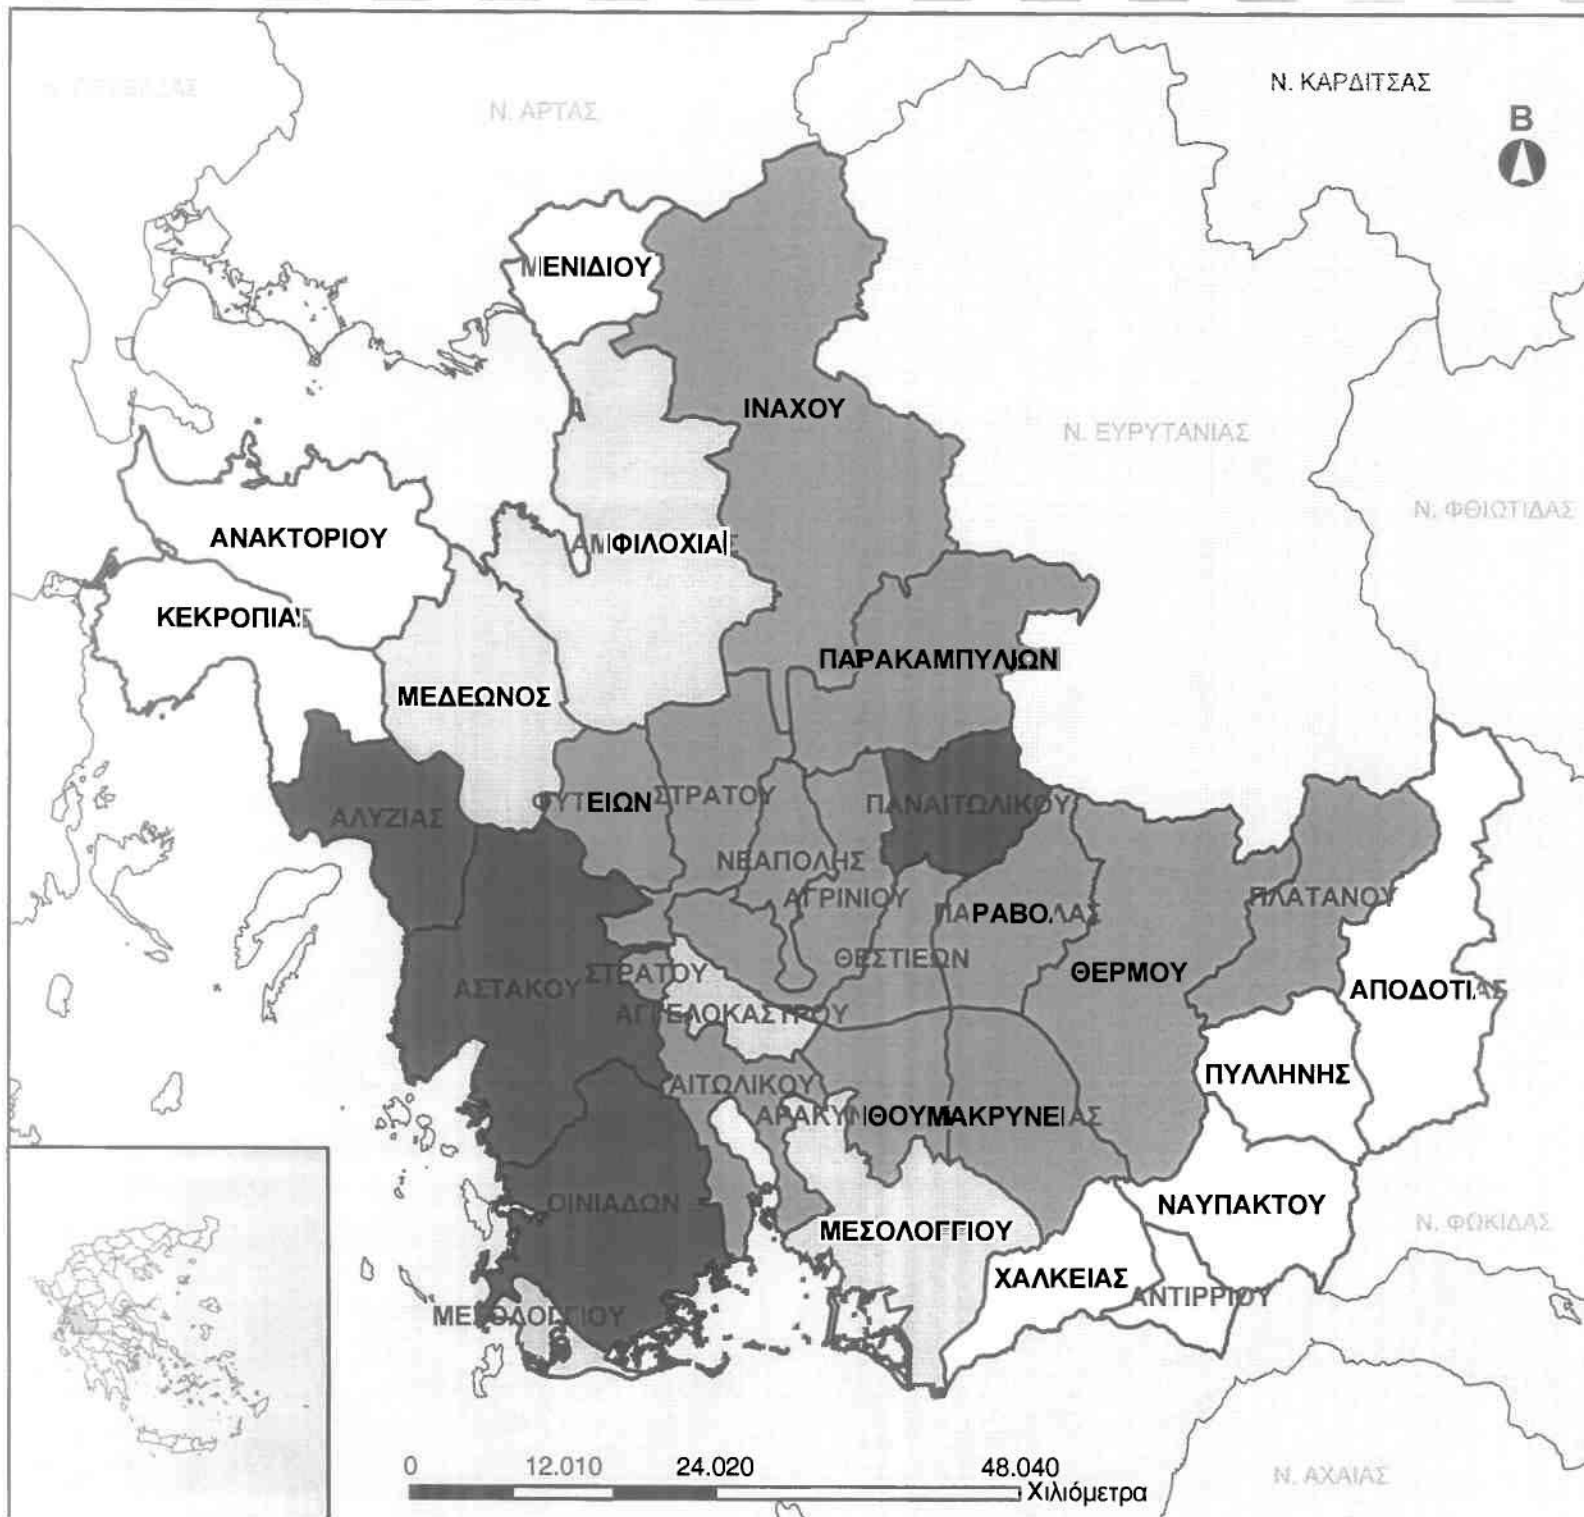 Ν. ΚΑΡΔΙΤΣΑΣ
Ν. ΑΡΤΑΣ
Β
ΜΕΝΙΔΙΟΥ
ΙΝΑΧΟΥ
Ν. ΕΥΡΥΤΑΝΙΑΣ
Ν. ΦΘΙΩΤΙΔΑΣ
ΑΝΑΚΤΟΡΙΟΥ
ΑΜΦΙΛΟΧΙΑΣ
ΚΕΚΡΟΠΙΑΣ
ΠΑΡΑΚΑΜΠΥΛΙΩΝ
ΜΕΔΕΩΝΟΣ
ΦΥΤΕΙΩΝ
ΣΤΡΑΤΟΥ
ΠΑΝΑΙΤΩΛΙΚΟΥ
ΑΛΥΖΙΑΣ
ΝΕΑΠΟΛΗΣ
ΑΓΡΙΝΙΟΥ
ΠΛΑΤΑΝΟΥ
ΠΑΡΑΒΟΛΑΣ
ΘΕΣΤΙΕΩΝ
ΘΕΡΜΟΥ
ΣΤΡΑΤΟΥ
ΑΣΤΑΚΟΥ
ΑΠΟΔΟΤΙΑΣ
ΑΓΓΕΛΟΚΑΣΤΡΟΥ
ΠΥΛΛΗΝΗΣ
ΑΙΤΩΛΙΚΟΥ
ΑΡΑΚΥΝΘΟΥ
ΜΑΚΡΥΝΕΙΑΣ
ΟΙΝΙΑΔΩΝ
ΝΑΥΠΑΚΤΟΥ
ΜΕΣΟΛΟΓΓΙΟΥ
Ν. ΦΩΚΙΔΑΣ
ΧΑΛΚΕΙΑΣ
ΑΝΤΙΡΡΙΟΥ
ΜΕΣΟΛΟΓΓΙΟΥ
0 12.010 24.020 48.040
Χιλιόμετρα
Ν. ΑΧΑΙΑΣ